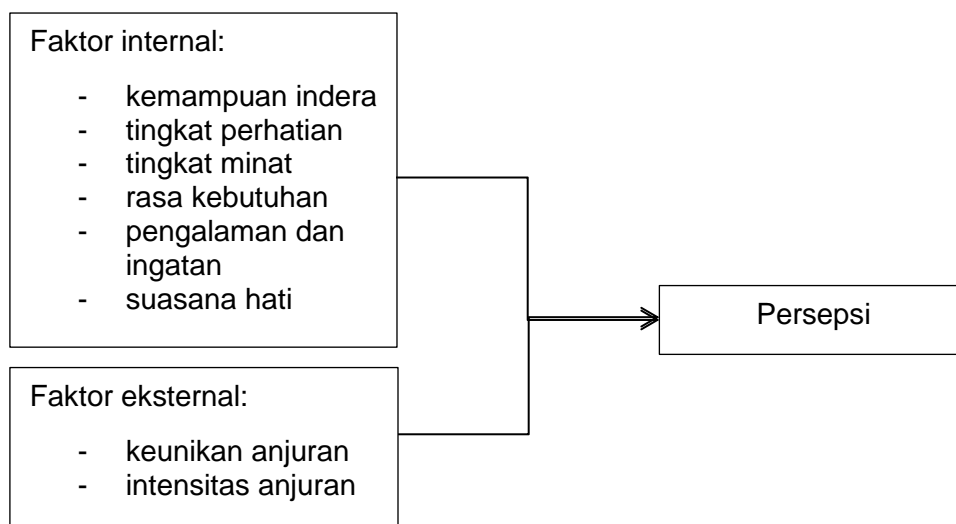 Faktor internal:
- kemampuan indera
- tingkat perhatian
- tingkat minat
- rasa kebutuhan
- pengalaman dan
ingatan
- suasana hati
Persepsi
Faktor eksternal:
- keunikan anjuran
- intensitas anjuran